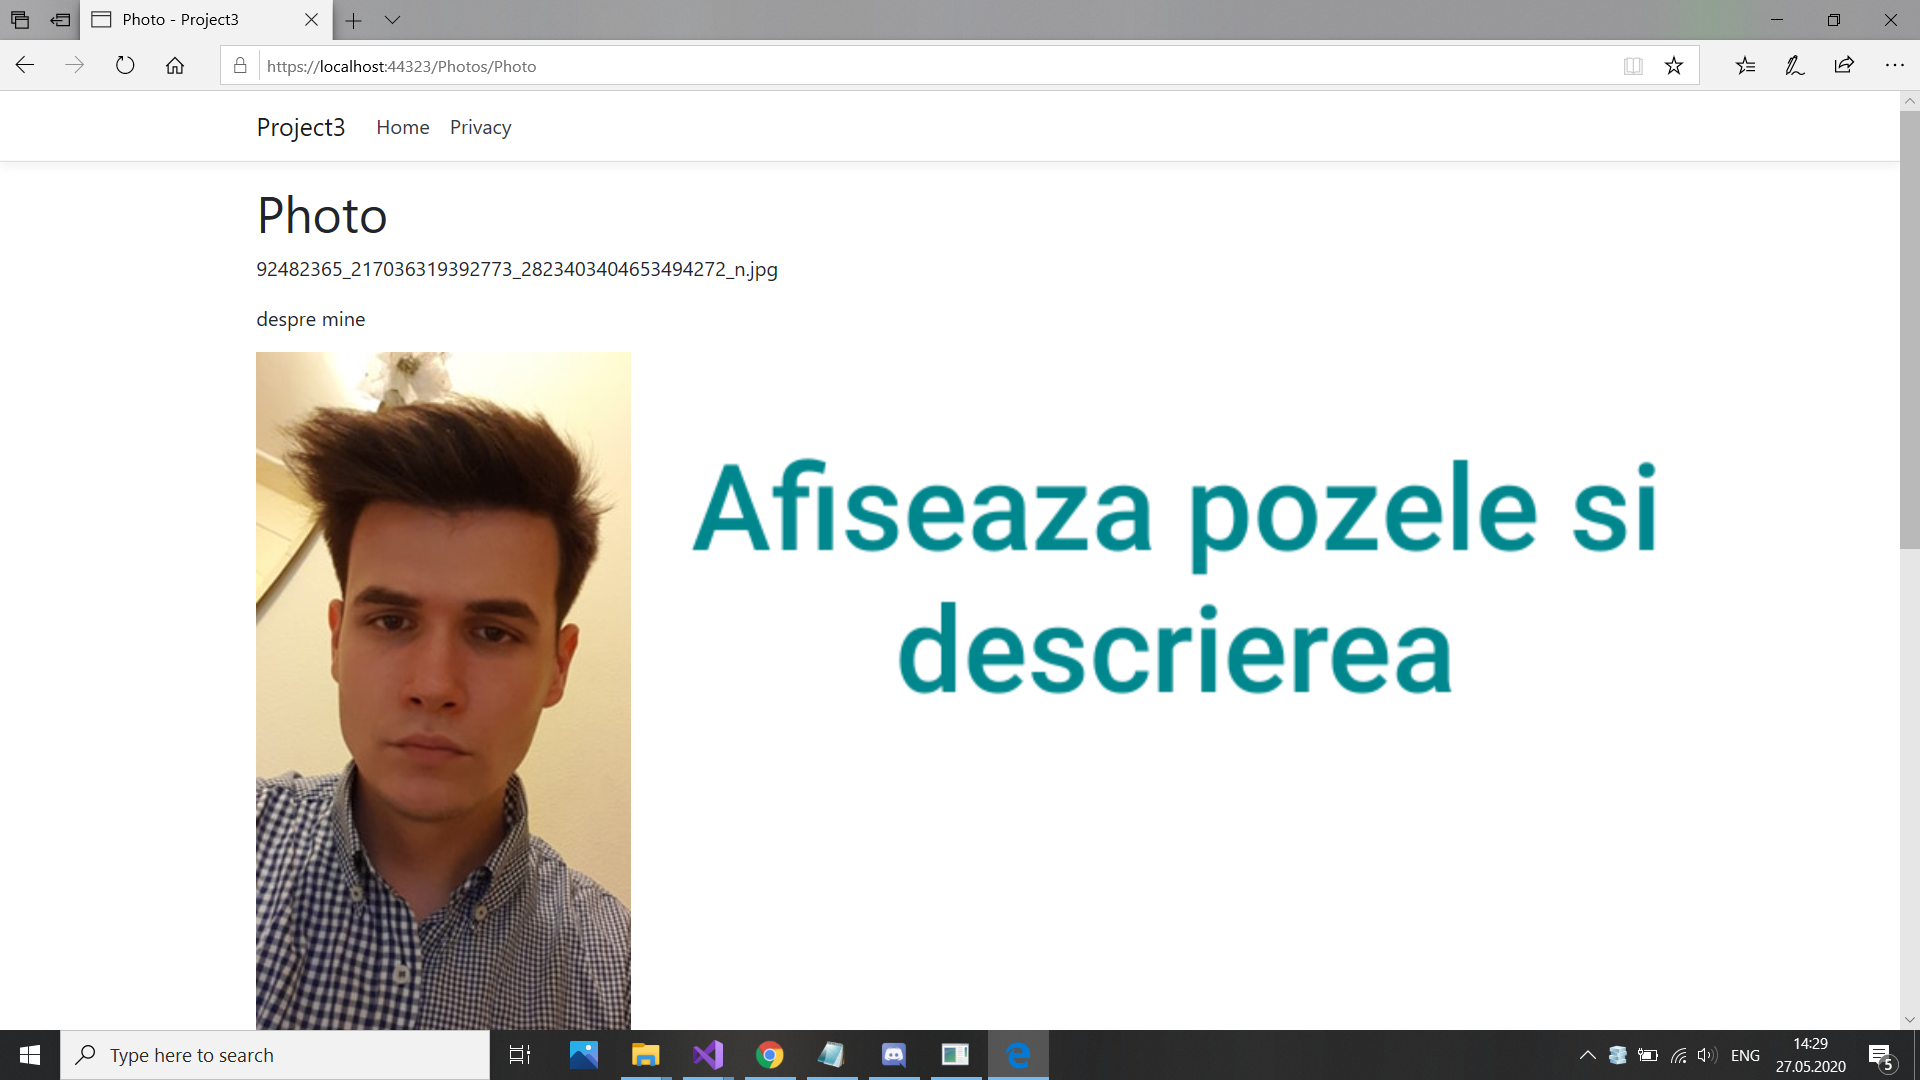 Photo - Project3
https://localhost:44323/Photos/Photo
Project3 Home Privacy
Photo
92482365_217036319392773_2823403404653494272_n.jpg
despre mine
Afiseaza pozele si
descrierea
Type here to search
ENG
14:29
27.05.2020
5